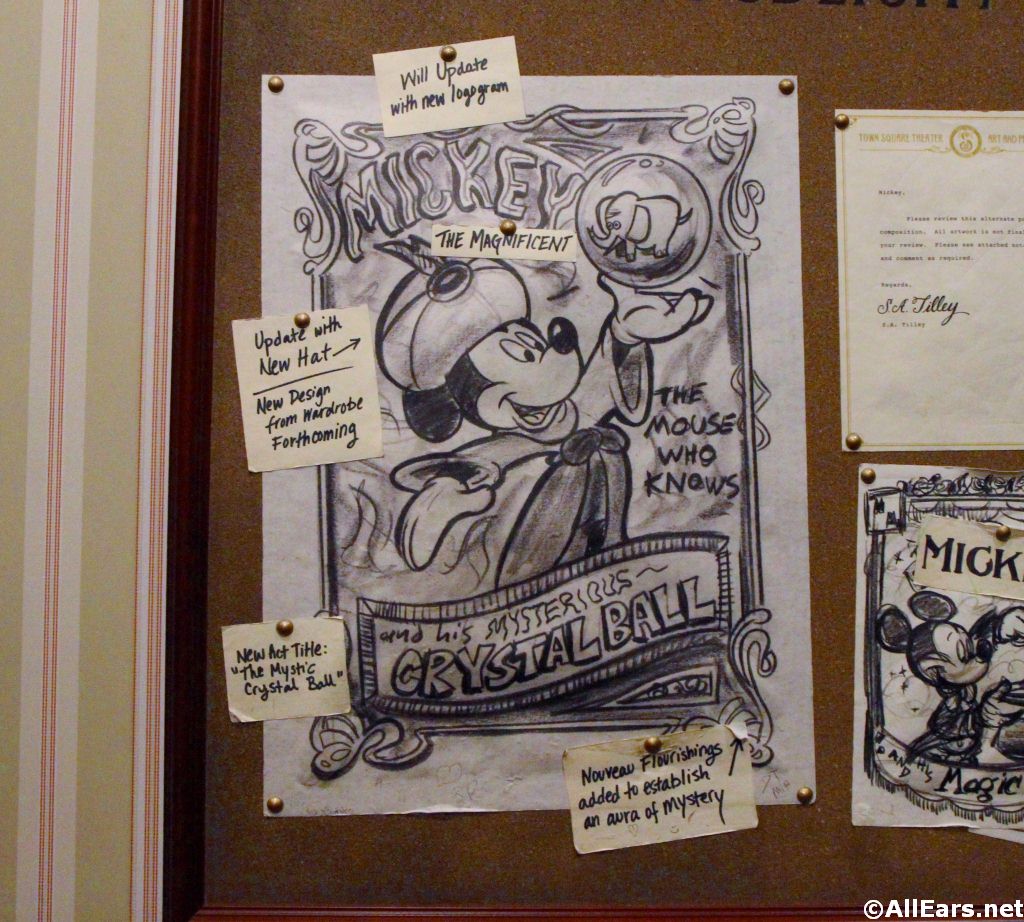 Will Update
with new logogram
MICKEY
THE MAGNIFICENT
Update with
New Hat
New Design
from Wardrobe
Forthcoming
THE
MOUSE
WHO
KNOWS
and his MYSTERIOUS
CRYSTAL BALL
New Act Title:
"The Mystic
Crystal Ball"
Nouveau Flourishings
added to establish
an aura of Mystery
TOWN SQUARE THEATER
ART AND
Mickey,
Please review this alternate
composition. All artwork is not
your review. Please see attached
and comment as required.
Regards,
S.A. Tilley
S.A. Tilley
M
M
AND HIS
Magic
©AllEars.net